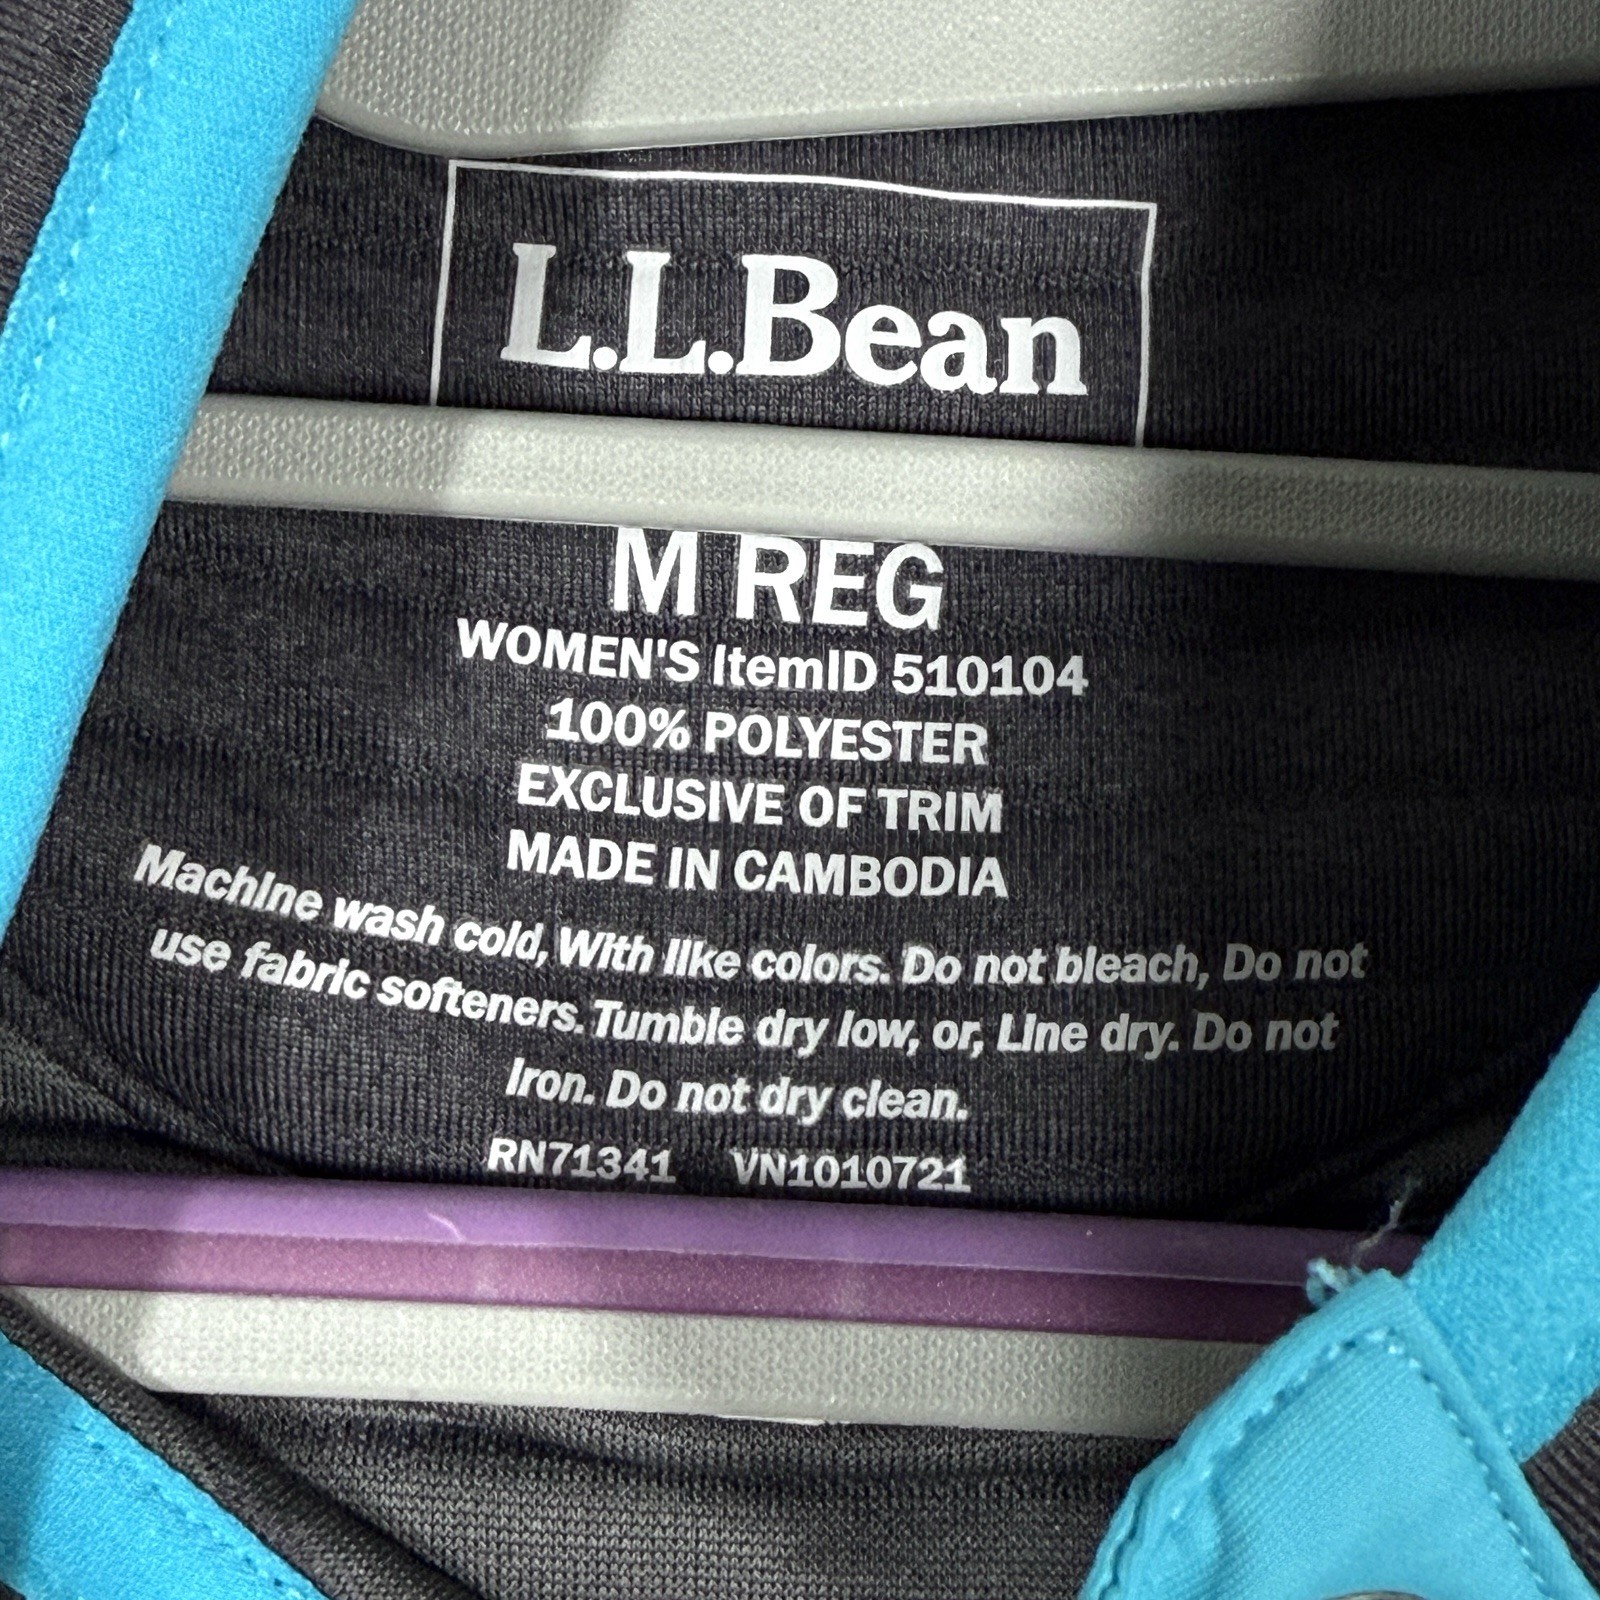 L.L.Bean
M REG
WOMEN'S ItemID 510104
100% POLYESTER
EXCLUSIVE OF TRIM
MADE IN CAMBODIA
Machine wash cold, With like colors. Do not bleach, Do not
use fabric softeners. Tumble dry low, or, Line dry. Do not
Iron. Do not dry clean.
RN71341 VN1010721